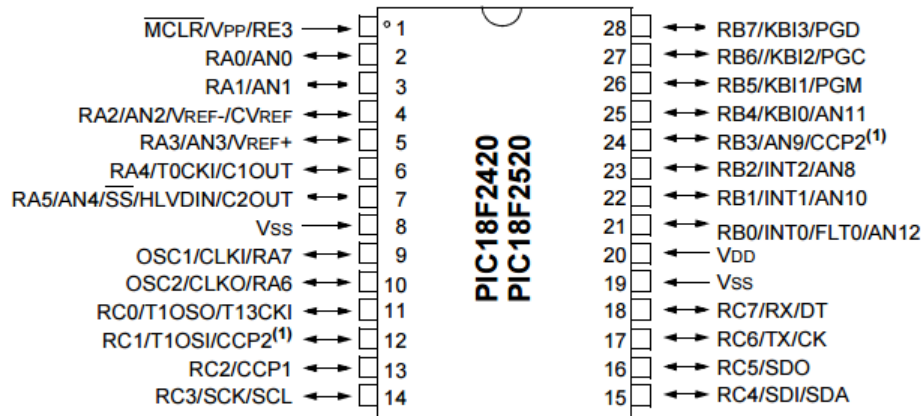 MCLR/VPP/RE3
RA0/AN0
RA1/AN1
RA2/AN2/VREF-/CVREF
RA3/AN3/VREF+
RA4/T0CKI/C1OUT
RA5/AN4/SS/HLVDIN/C2OUT
VSS
OSC1/CLKI/RA7
OSC2/CLKO/RA6
RC0/T1OSO/T13CKI
RC1/T1OSI/CCP2(1)
RC2/CCP1
RC3/SCK/SCL
1
2
3
4
5
6
7
8
9
10
11
12
13
14
PIC18F2420
PIC18F2520
28
27
26
25
24
23
22
21
20
19
18
17
16
15
RB7/KBI3/PGD
RB6//KBI2/PGC
RB5/KBI1/PGM
RB4/KBI0/AN11
RB3/AN9/CCP2(1)
RB2/INT2/AN8
RB1/INT1/AN10
RB0/INT0/FLT0/AN12
VDD
VSS
RC7/RX/DT
RC6/TX/CK
RC5/SDO
RC4/SDI/SDA